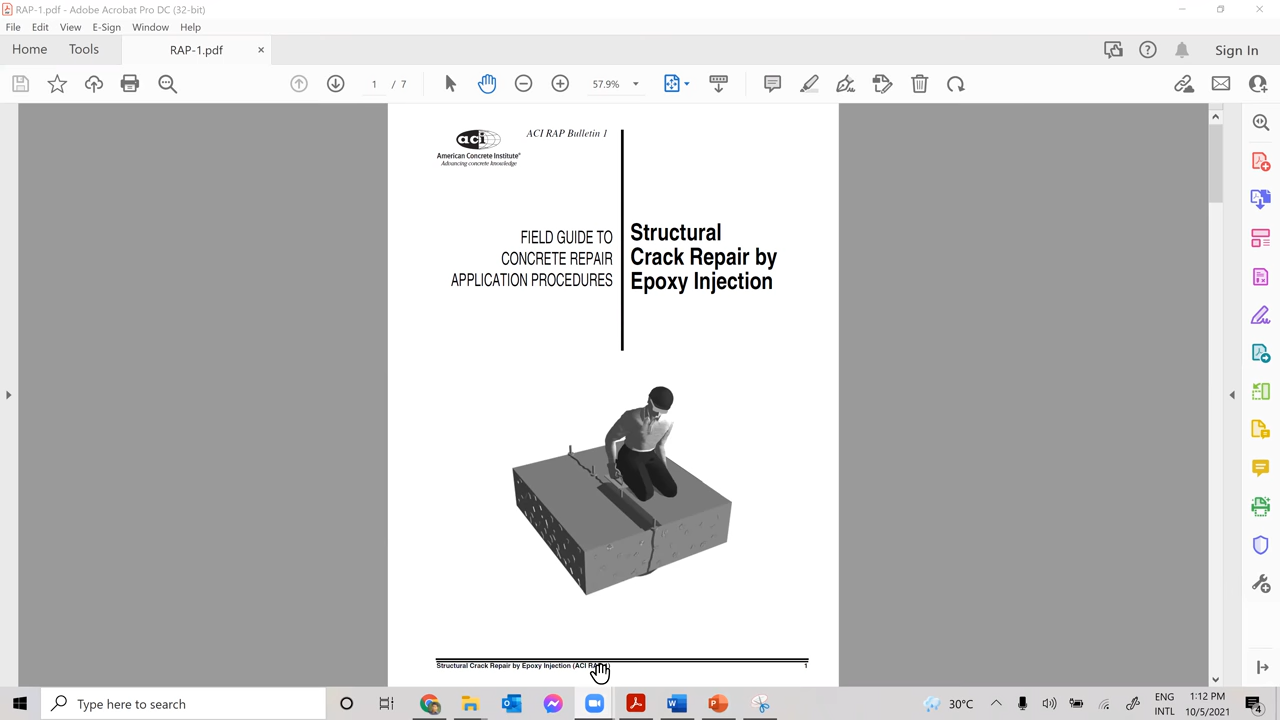 RAP-1.pdf - Adobe Acrobat Pro DC (32-bit)
File Edit View E-Sign Window Help
Home Tools RAP-1.pdf × Sign In
1 / 7 57.9%
aci
ACI RAP Bulletin 1
American Concrete Institute®
Advancing concrete knowledge
FIELD GUIDE TO
CONCRETE REPAIR
APPLICATION PROCEDURES
Structural
Crack Repair by
Epoxy Injection
Structural Crack Repair by Epoxy Injection (ACI 1
Type here to search
30°C
ENG
INTL
1:12 PM
10/5/2021
4